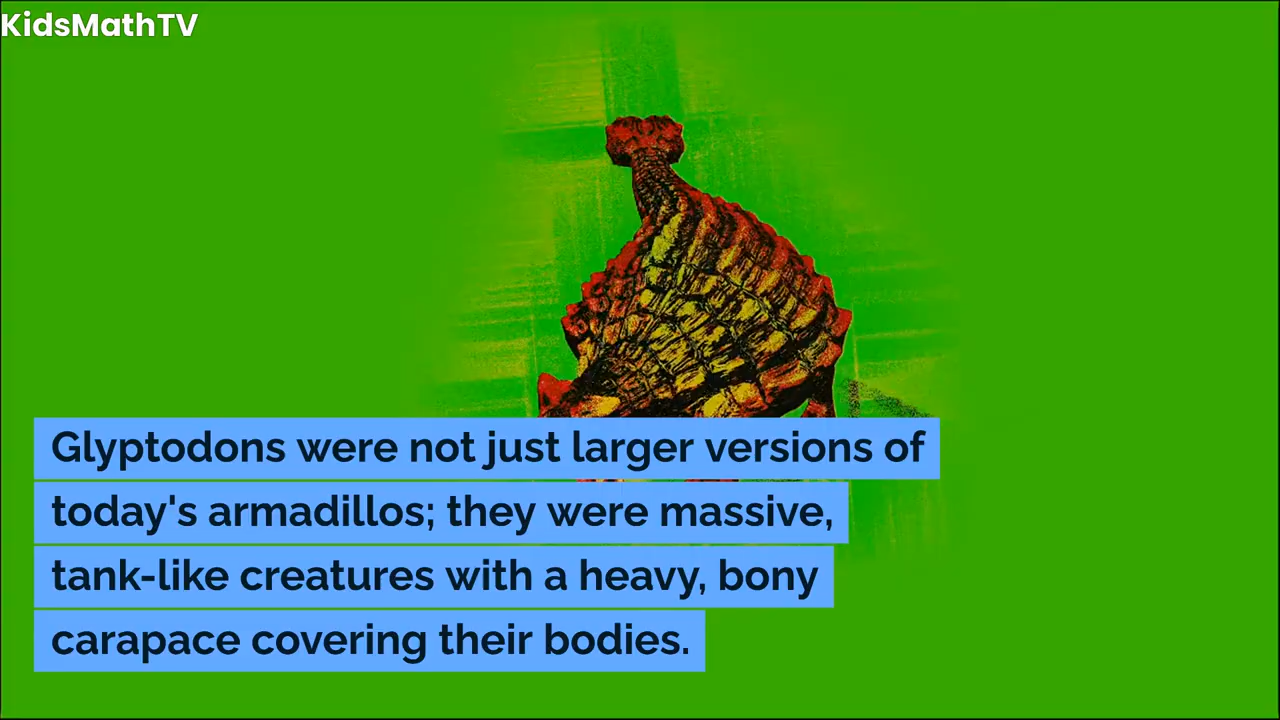 KidsMathTV
Glyptodons were not just larger versions of
today's armadillos; they were massive,
tank-like creatures with a heavy, bony
carapace covering their bodies.